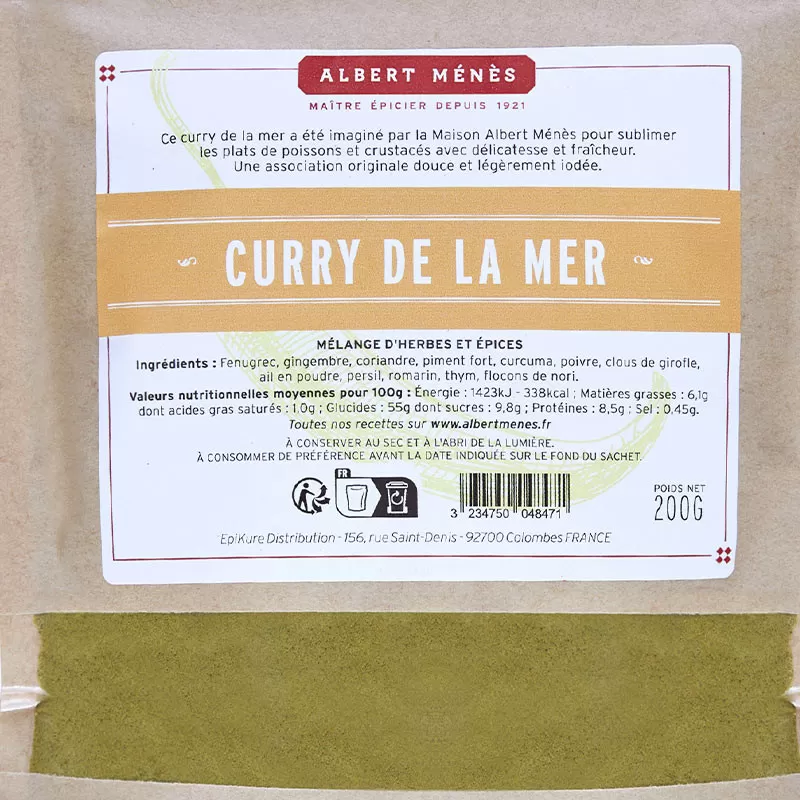 ALBERT MÉNÈS
MAÎTRE ÉPICIER DEPUIS 1921
Ce curry de la mer a été imaginé par la Maison Albert Ménès pour sublimer
les plats de poissons et crustacés avec délicatesse et fraîcheur.
Une association originale douce et légèrement iodée.
CURRY DE LA MER
MÉLANGE D'HERBES ET ÉPICES
Ingrédients : Fenugrec, gingembre, coriandre, piment fort, curcuma, poivre, clous de girofle,
ail en poudre, persil, romarin, thym, flocons de nori.
Valeurs nutritionnelles moyennes pour 100g : Énergie : 1423kJ - 338kcal ; Matières grasses : 6,1g
dont acides gras saturés : 1,0g ; Glucides : 55g dont sucres : 9,8g ; Protéines : 8,5g ; Sel : 0,45g.
Toutes nos recettes sur www.albertmenes.fr
À CONSERVER AU SEC ET À L'ABRI DE LA LUMIÈRE.
À CONSOMMER DE PRÉFÉRENCE AVANT LA DATE INDIQUÉE SUR LE FOND DU SACHET.
FR
3 234750 048471
POIDS NET
200G
EpiKure Distribution - 156, rue Saint-Denis - 92700 Colombes FRANCE